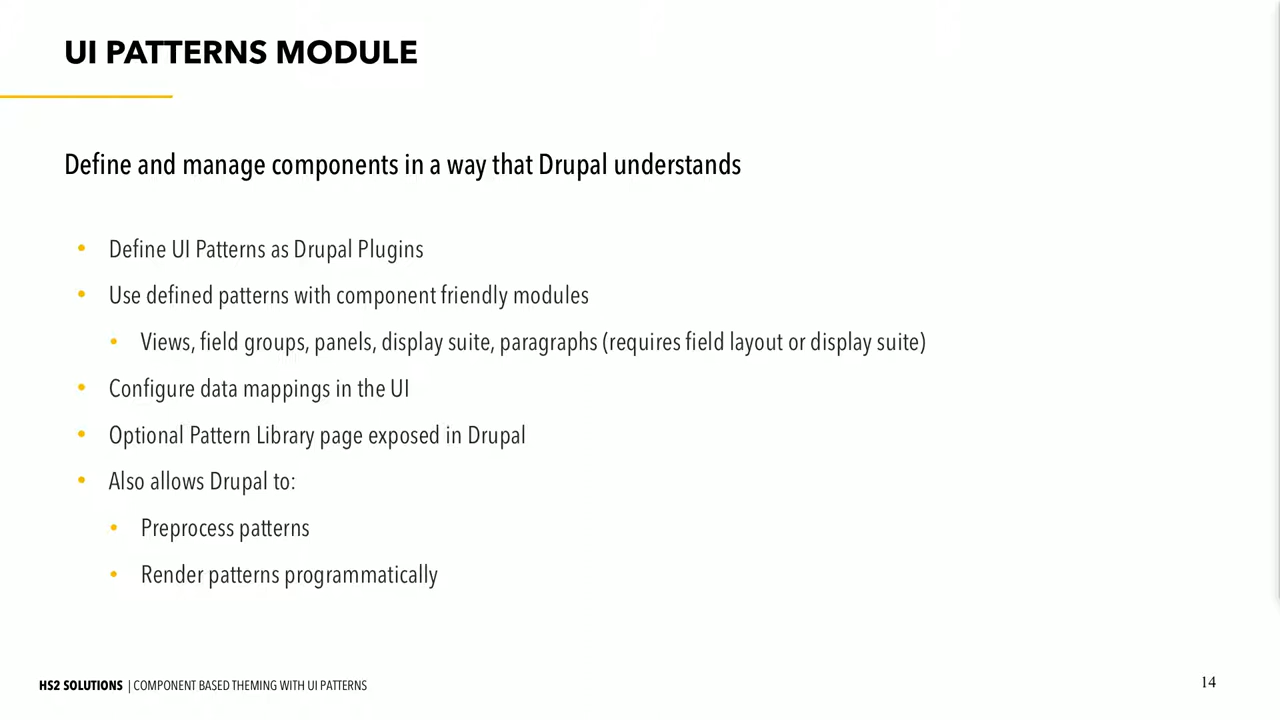 UI PATTERNS MODULE
Define and manage components in a way that Drupal understands
• Define UI Patterns as Drupal Plugins
• Use defined patterns with component friendly modules
• Views, field groups, panels, display suite, paragraphs (requires field layout or display suite)
• Configure data mappings in the UI
• Optional Pattern Library page exposed in Drupal
• Also allows Drupal to:
• Preprocess patterns
• Render patterns programmatically
HS2 SOLUTIONS | COMPONENT BASED THEMING WITH UI PATTERNS
14